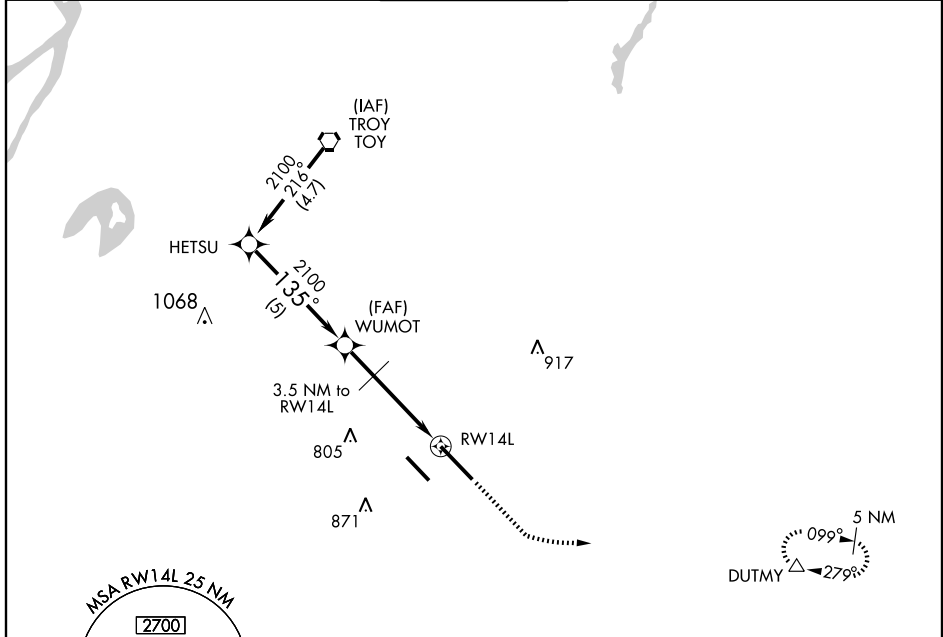 (IAF)
TROY
TOY
2100
216°
(4.7)
HETSU
2100
135°
(5)
1068
(FAF)
WUMOT
917
3.5 NM to
RW14L
RW14L
805
871
5 NM
099°
DUTMY
279°
MSA RW14L 25 NM
2700